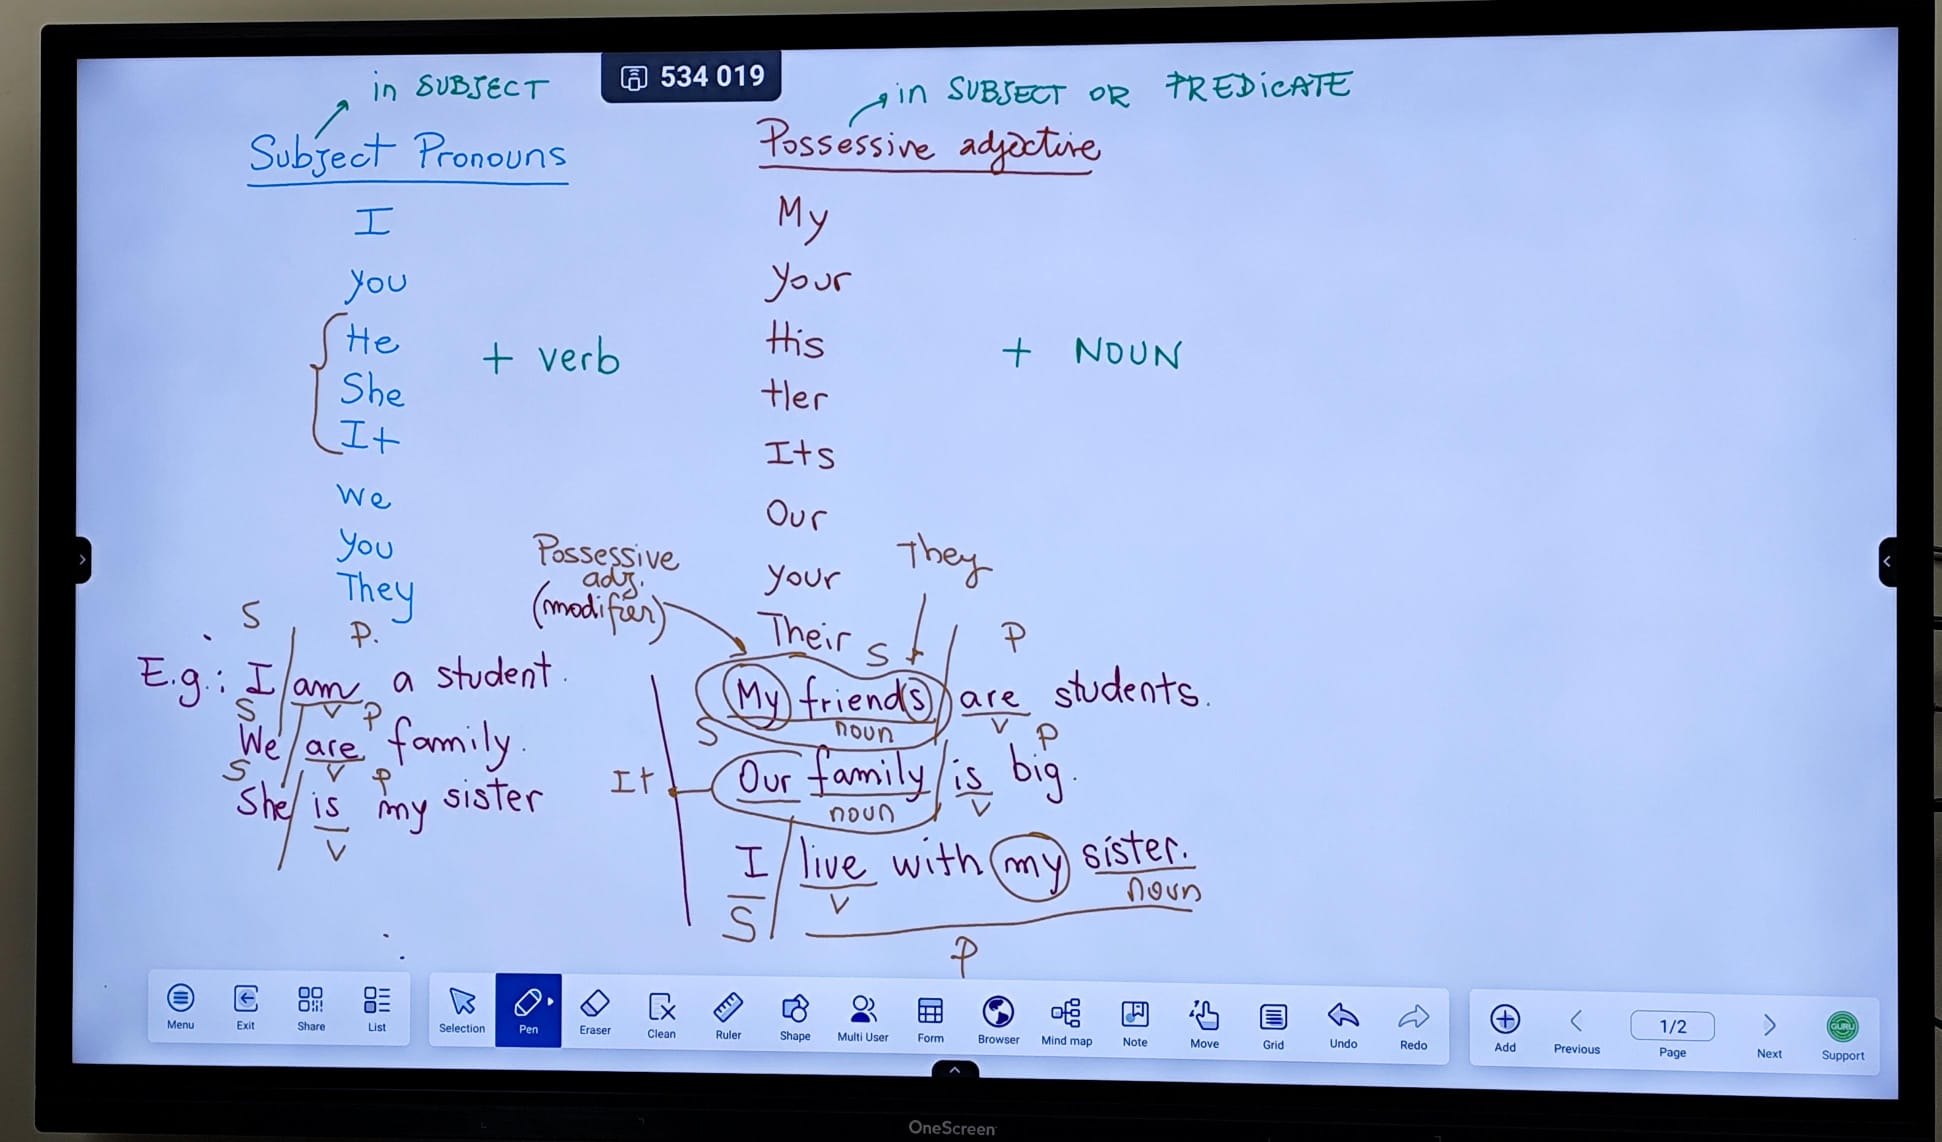 534 019
in SUBJECT
in SUBJECT OR PREDiCATE
Subject Pronouns
Possessive adjective
I
My
you
your
He
His
+ verb
+ NOUN
She
Her
It
Its
we
Our
you
your
They
Their
Possessive
adj.
(modifier)
They
S
P.
S
P
E.g.: I am a student.
V
My friends are students.
noun
V
S
P
We are family.
V
S
P
Our family is big.
noun
V
It
S
P
She is my sister
V
I live with my sister.
S
V
noun
P
Menu
Exit
Share
List
Selection
Pen
Eraser
Clean
Ruler
Shape
Multi User
Form
Browser
Mind map
Note
Move
Grid
Undo
Redo
Add
Previous
1/2
Page
Next
GURU
Support
OneScreen